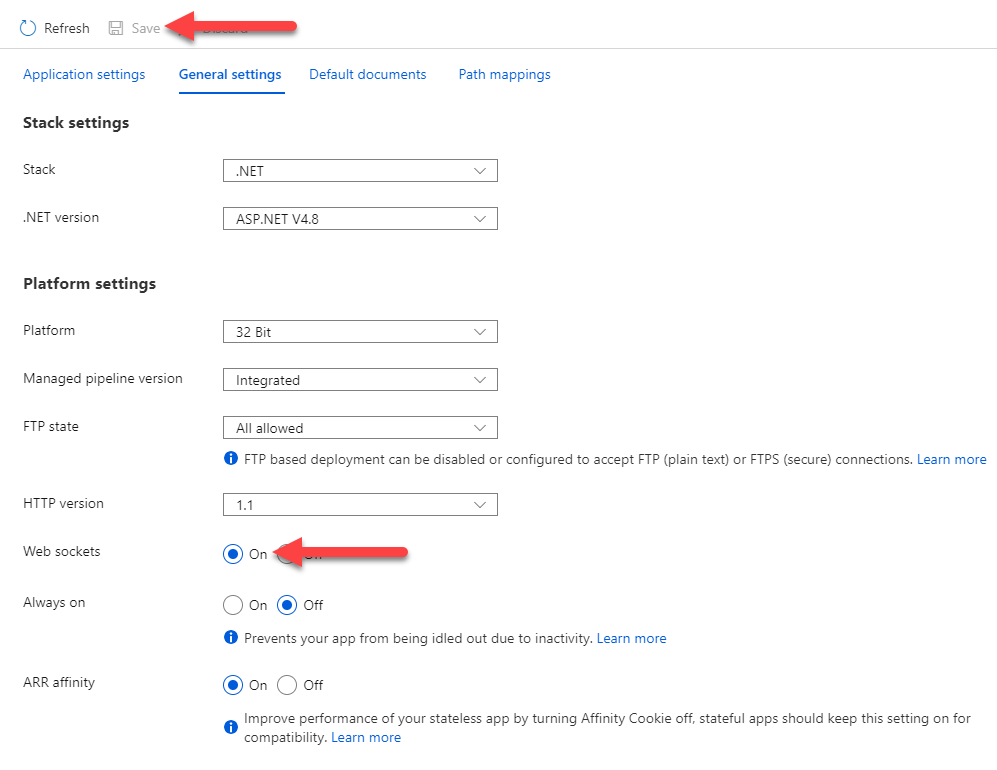 Refresh Save
Application settings General settings Default documents Path mappings
Stack settings
Stack .NET
.NET version ASP.NET V4.8
Platform settings
Platform 32 Bit
Managed pipeline version Integrated
FTP state All allowed
FTP based deployment can be disabled or configured to accept FTP (plain text) or FTPS (secure) connections. Learn more
HTTP version 1.1
Web sockets On
Always on On Off
Prevents your app from being idled out due to inactivity. Learn more
ARR affinity On Off
Improve performance of your stateless app by turning Affinity Cookie off, stateful apps should keep this setting on for
compatibility. Learn more